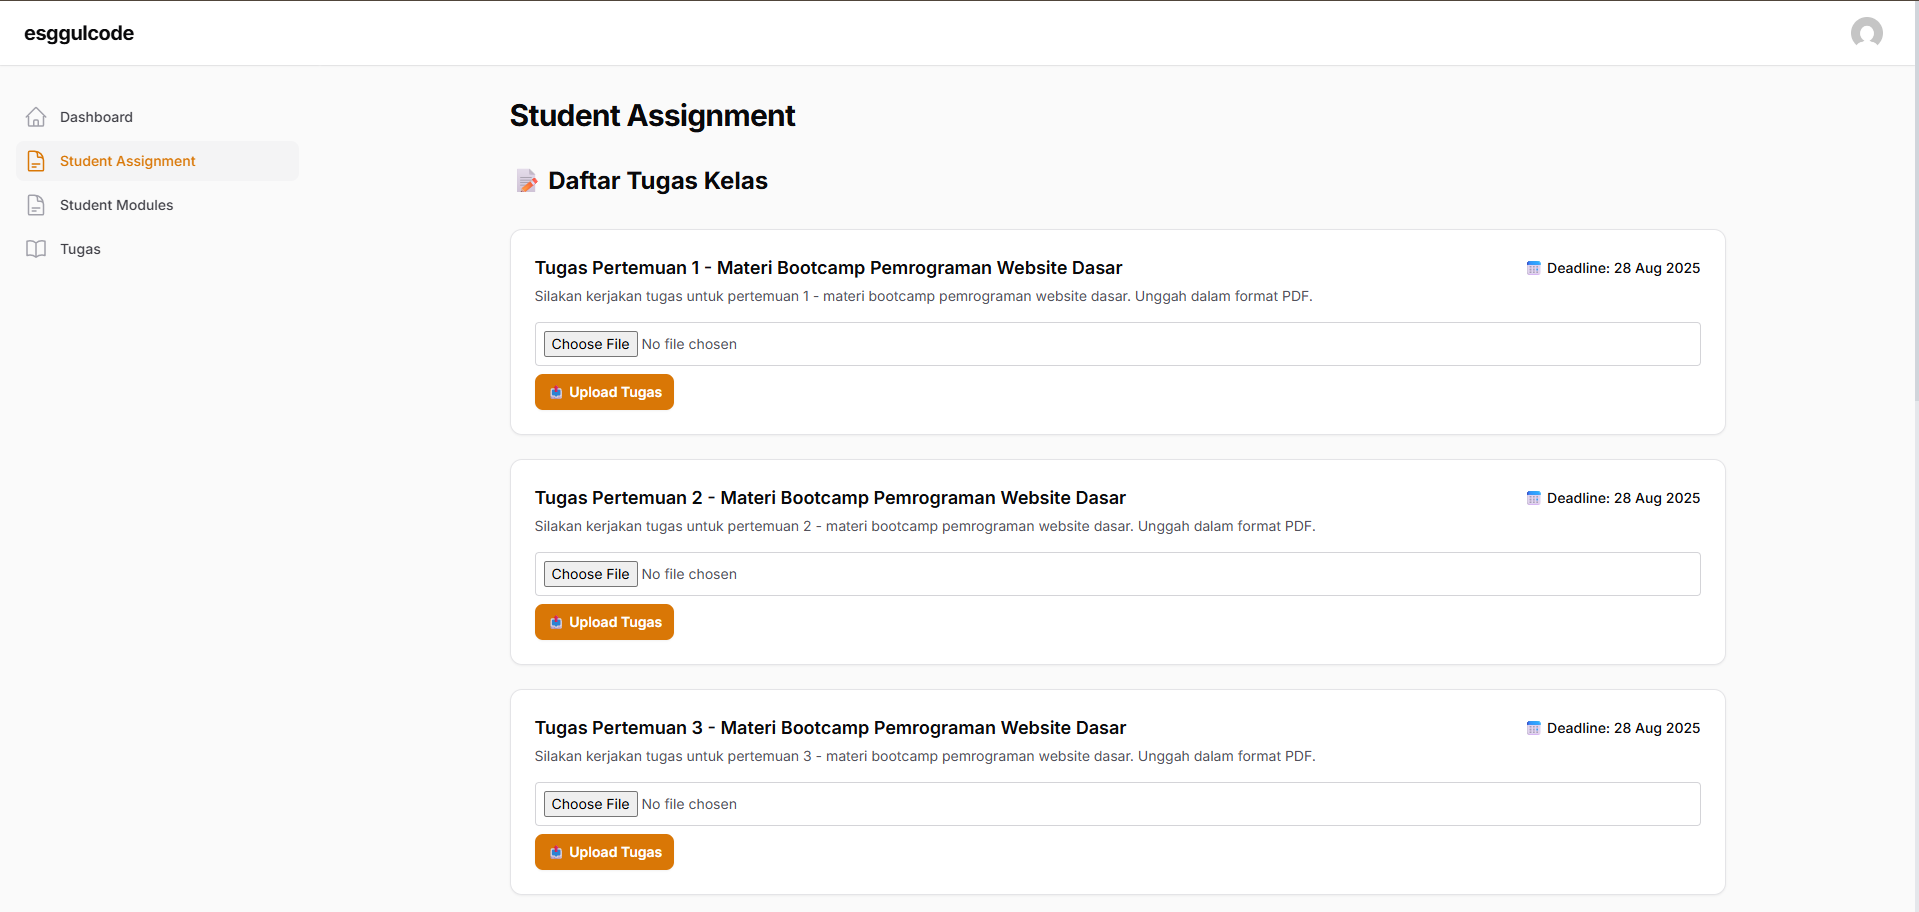 esggulcode
Dashboard
Student Assignment
Student Modules
Tugas
Student Assignment
Daftar Tugas Kelas
Tugas Pertemuan 1 - Materi Bootcamp Pemrograman Website Dasar
Deadline: 28 Aug 2025
Silakan kerjakan tugas untuk pertemuan 1 - materi bootcamp pemrograman website dasar. Unggah dalam format PDF.
Choose File No file chosen
Upload Tugas
Tugas Pertemuan 2 - Materi Bootcamp Pemrograman Website Dasar
Deadline: 28 Aug 2025
Silakan kerjakan tugas untuk pertemuan 2 - materi bootcamp pemrograman website dasar. Unggah dalam format PDF.
Choose File No file chosen
Upload Tugas
Tugas Pertemuan 3 - Materi Bootcamp Pemrograman Website Dasar
Deadline: 28 Aug 2025
Silakan kerjakan tugas untuk pertemuan 3 - materi bootcamp pemrograman website dasar. Unggah dalam format PDF.
Choose File No file chosen
Upload Tugas